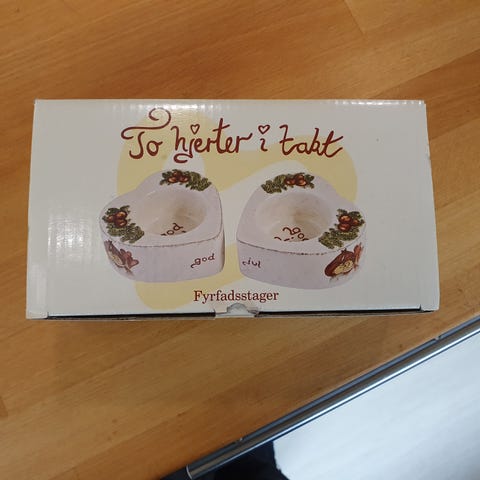 To hjerter i takt
god
jul
Fyrfadsstager